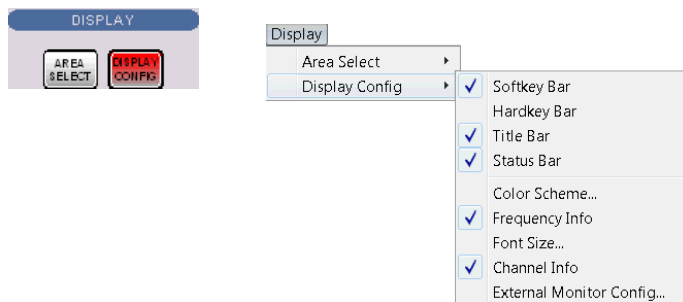 DISPLAY
AREA
SELECT
DISPLAY
CONFIG
Display
Area Select
Display Config
Softkey Bar
Hardkey Bar
Title Bar
Status Bar
Color Scheme...
Frequency Info
Font Size...
Channel Info
External Monitor Config...